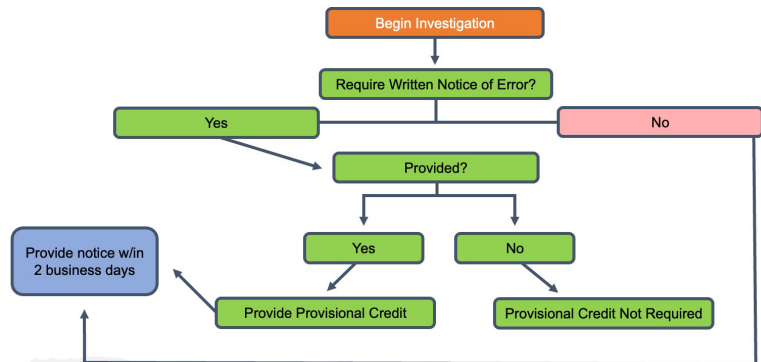 Begin Investigation
Require Written Notice of Error?
Yes
No
Provided?
Yes
No
Provide notice w/in
2 business days
Provide Provisional Credit
Provisional Credit Not Required